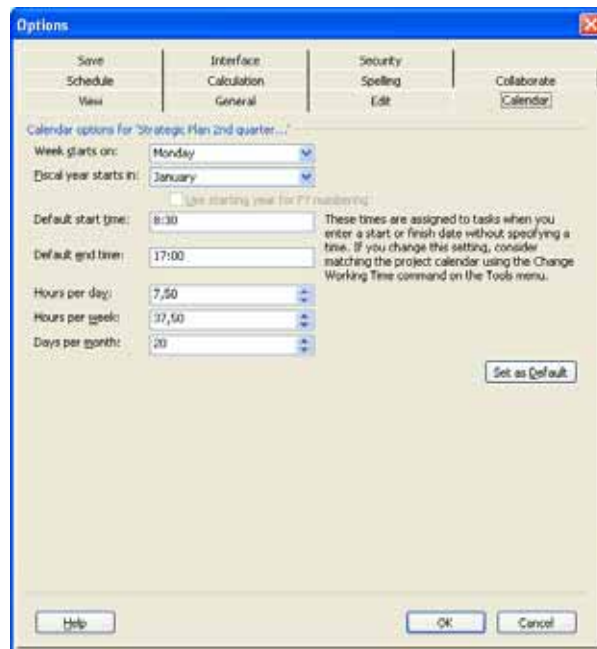 Options
Save Interface Security
Schedule Calculation Spelling Collaborate
View General Edit Calendar
Calendar options for 'Strategic Plan 2nd quarter...'
Week starts on: Monday
Fiscal year starts in: January
Use starting year for FY numbering
Default start time: 8:30
These times are assigned to tasks when you
enter a start or finish date without specifying a
time. If you change this setting, consider
matching the project calendar using the Change
Working Time command on the Tools menu.
Default end time: 17:00
Hours per day: 7,50
Hours per week: 37,50
Days per month: 20
Set as Default
Help OK Cancel